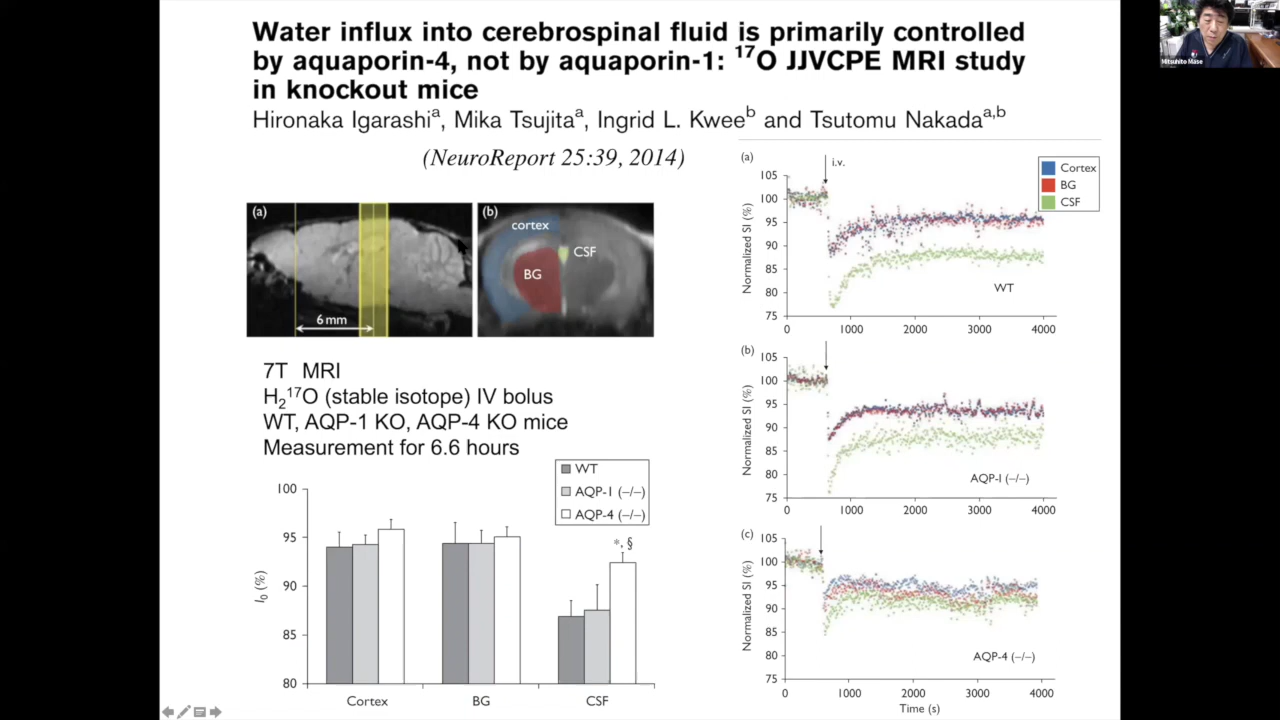 Water influx into cerebrospinal fluid is primarily controlled
by aquaporin-4, not by aquaporin-1: ¹⁷O JJVCPE MRI study
in knockout mice
Hironaka Igarashiᵃ, Mika Tsujitaᵃ, Ingrid L. Kweeᵇ and Tsutomu Nakadaᵃ,ᵇ
(NeuroReport 25:39, 2014)
Mitsuhito Mase
(a)
6 mm
(b)
cortex
CSF
BG
7T MRI
H₂¹⁷O (stable isotope) IV bolus
WT, AQP-1 KO, AQP-4 KO mice
Measurement for 6.6 hours
WT
AQP-1 (−/−)
AQP-4 (−/−)
*, §
100
95
90
85
80
I₀ (%)
Cortex BG CSF
(a)
i.v.
Cortex
BG
CSF
105
100
95
90
85
80
75
Normalized SI (%)
WT
0 1000 2000 3000 4000
(b)
105
100
95
90
85
80
75
Normalized SI (%)
AQP-1 (−/−)
0 1000 2000 3000 4000
(c)
105
100
95
90
85
80
75
Normalized SI (%)
AQP-4 (−/−)
0 1000 2000 3000 4000
Time (s)